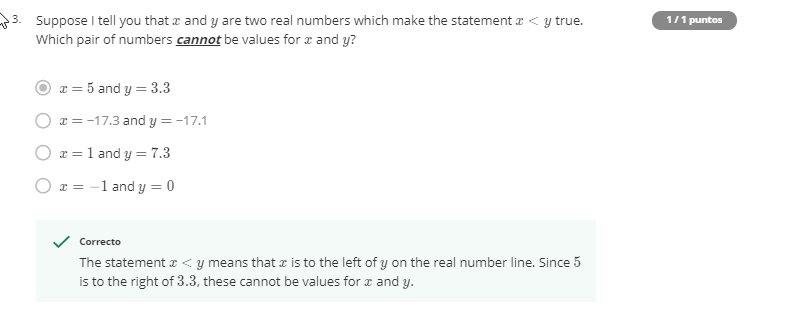 3. Suppose I tell you that x and y are two real numbers which make the statement x < y true. 1 / 1 puntos
Which pair of numbers cannot be values for x and y?
x = 5 and y = 3.3
x = -17.3 and y = -17.1
x = 1 and y = 7.3
x = −1 and y = 0
Correcto
The statement x < y means that x is to the left of y on the real number line. Since 5
is to the right of 3.3, these cannot be values for x and y.